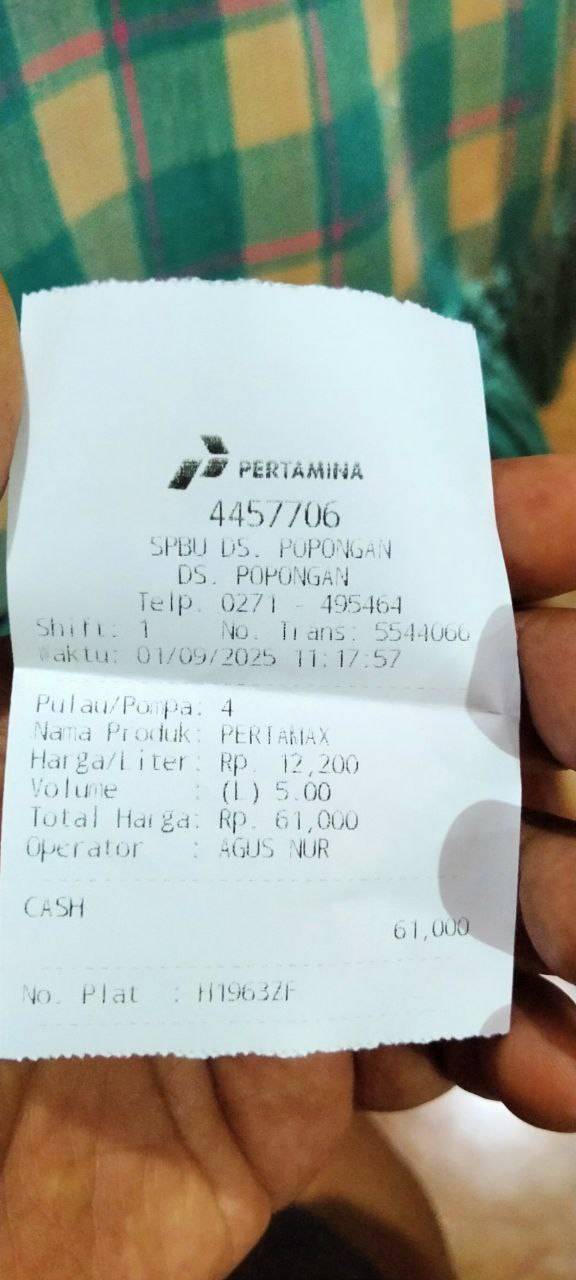 PERTAMINA
4457706
SPBU DS. POPONGAN
DS. POPONGAN
Telp. 0271 - 495464
Shift: 1 No. Trans: 5544066
Waktu: 01/09/2025 11:17:57
Pulau/Pompa: 4
Nama Produk: PERTAMAX
Harga/Liter: Rp. 12,200
Volume : (L) 5.00
Total Harga: Rp. 61,000
Operator : AGUS NUR
CASH
61,000
No. Plat : H1963ZF